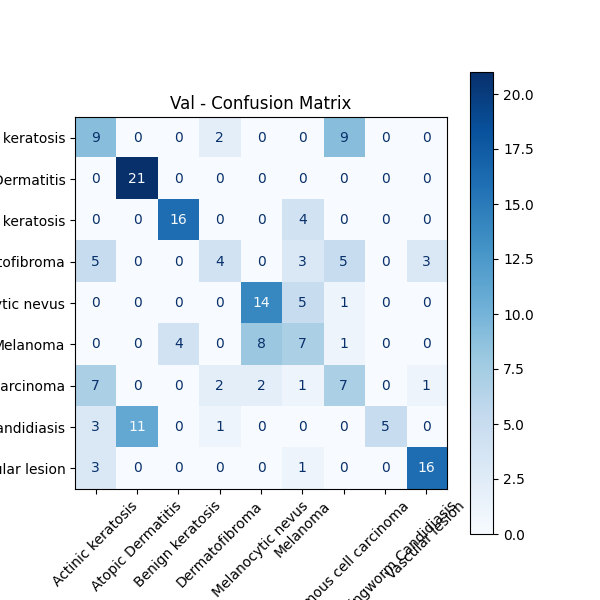 Val - Confusion Matrix
keratosis 9 0 0 2 0 0 9 0 0
Dermatitis 0 21 0 0 0 0 0 0 0
keratosis 0 0 16 0 0 4 0 0 0
tofibroma 5 0 0 4 0 3 5 0 3
ytic nevus 0 0 0 0 14 5 1 0 0
Melanoma 0 0 4 0 8 7 1 0 0
arcinoma 7 0 0 2 2 1 7 0 1
andidiasis 3 11 0 1 0 0 0 5 0
ular lesion 3 0 0 0 0 1 0 0 16
Actinic keratosis
Atopic Dermatitis
Benign keratosis
Dermatofibroma
Melanocytic nevus
Melanoma
mous cell carcinoma
ngworm Candidiasis
Vascular lesion
20.0
17.5
15.0
12.5
10.0
7.5
5.0
2.5
0.0